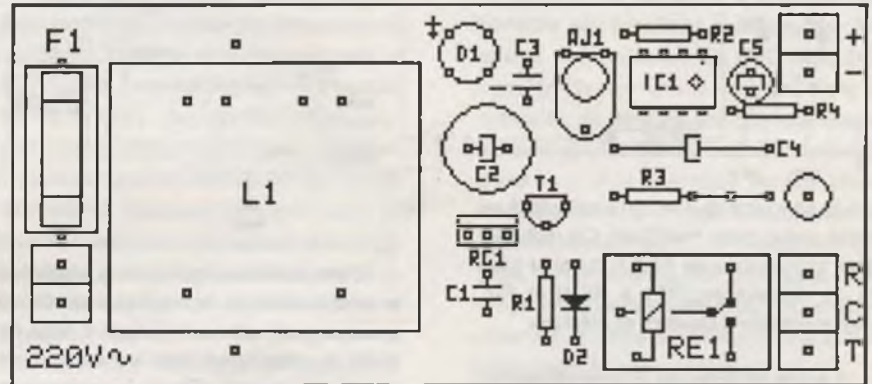 F1
L1
220V∿
+
D1
C3
AJ1
R2
IC1
C5
+
−
R4
C2
C4
T1
R3
RC1
C1
R1
D2
RE1
R
C
T